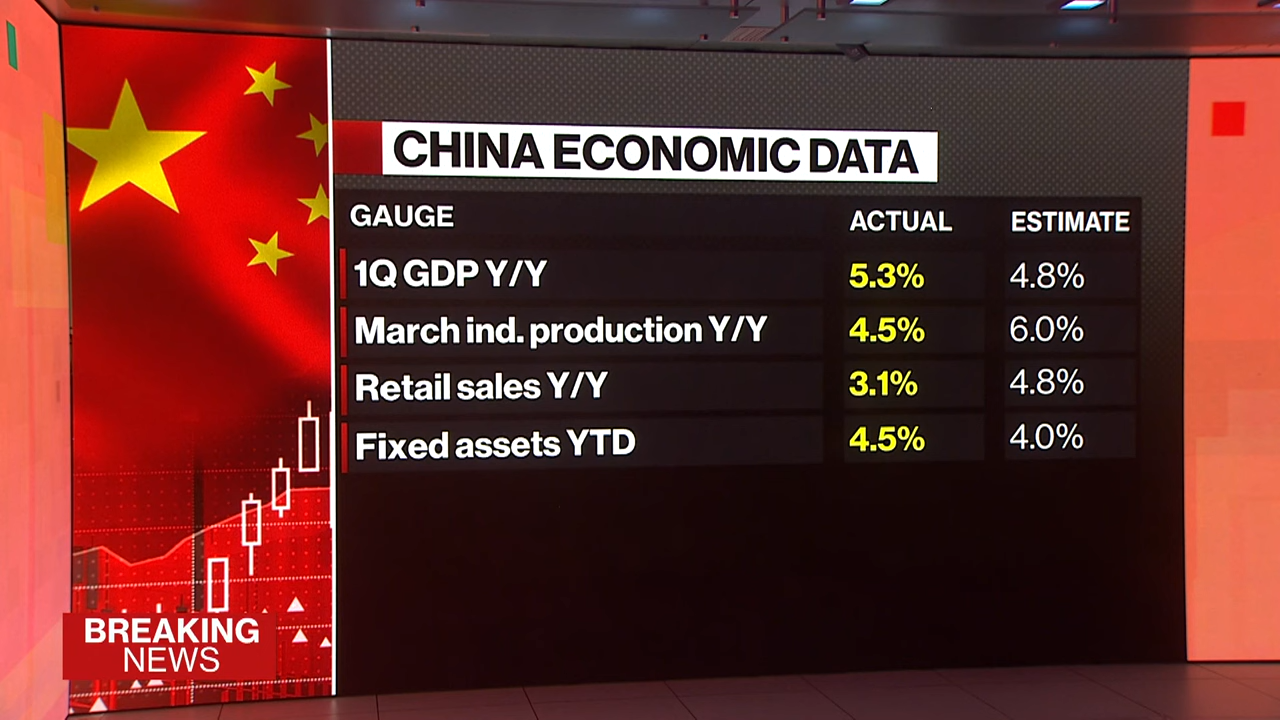 CHINA ECONOMIC DATA
GAUGE ACTUAL ESTIMATE
1Q GDP Y/Y 5.3% 4.8%
March ind. production Y/Y 4.5% 6.0%
Retail sales Y/Y 3.1% 4.8%
Fixed assets YTD 4.5% 4.0%
BREAKING
NEWS